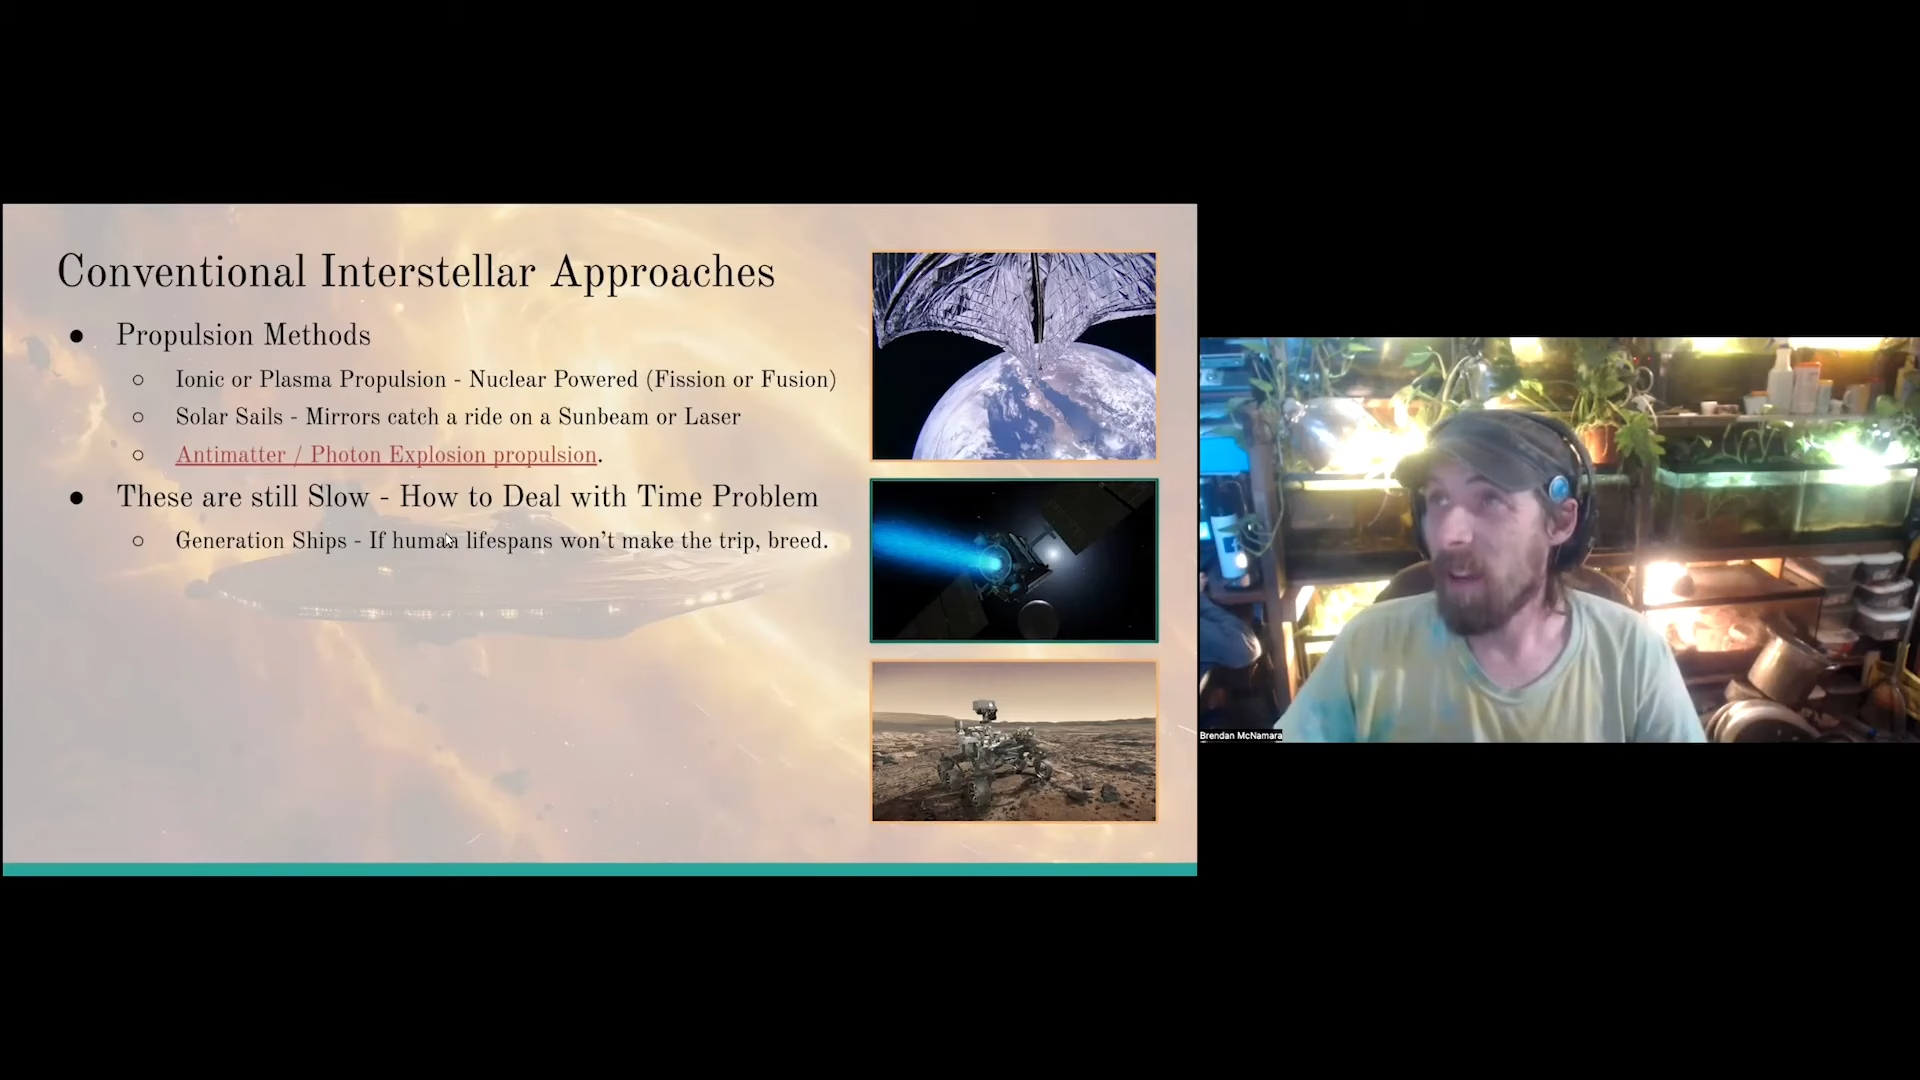 Conventional Interstellar Approaches
● Propulsion Methods
○ Ionic or Plasma Propulsion - Nuclear Powered (Fission or Fusion)
○ Solar Sails - Mirrors catch a ride on a Sunbeam or Laser
○ Antimatter / Photon Explosion propulsion.
● These are still Slow - How to Deal with Time Problem
○ Generation Ships - If human lifespans won't make the trip, breed.
Brendan McNamara